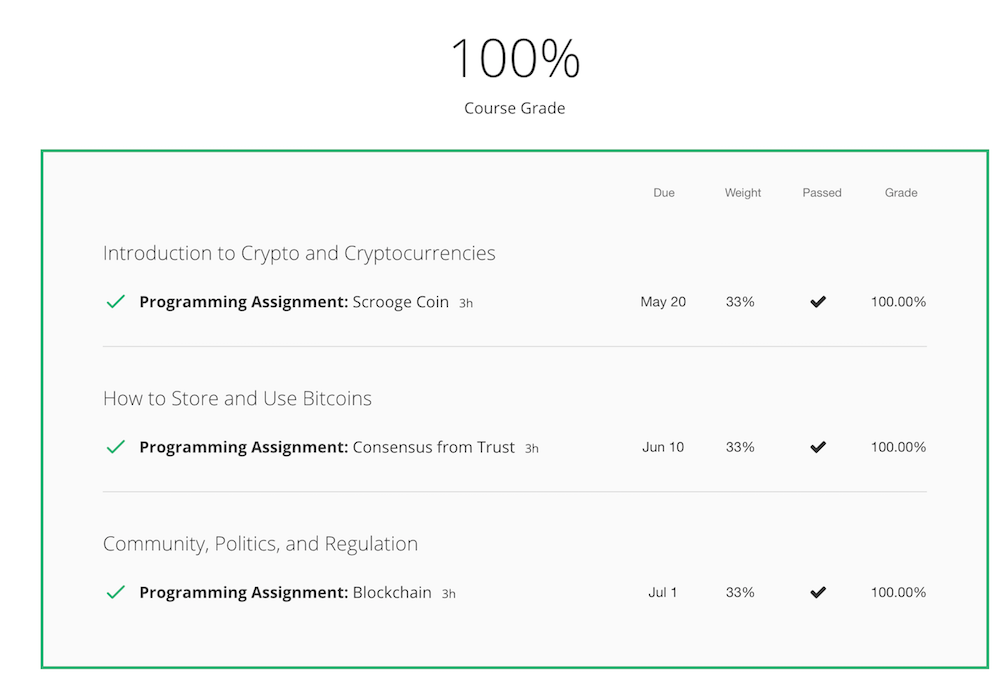 100%
Course Grade
Due Weight Passed Grade
Introduction to Crypto and Cryptocurrencies
Programming Assignment: Scrooge Coin 3h May 20 33% 100.00%
How to Store and Use Bitcoins
Programming Assignment: Consensus from Trust 3h Jun 10 33% 100.00%
Community, Politics, and Regulation
Programming Assignment: Blockchain 3h Jul 1 33% 100.00%